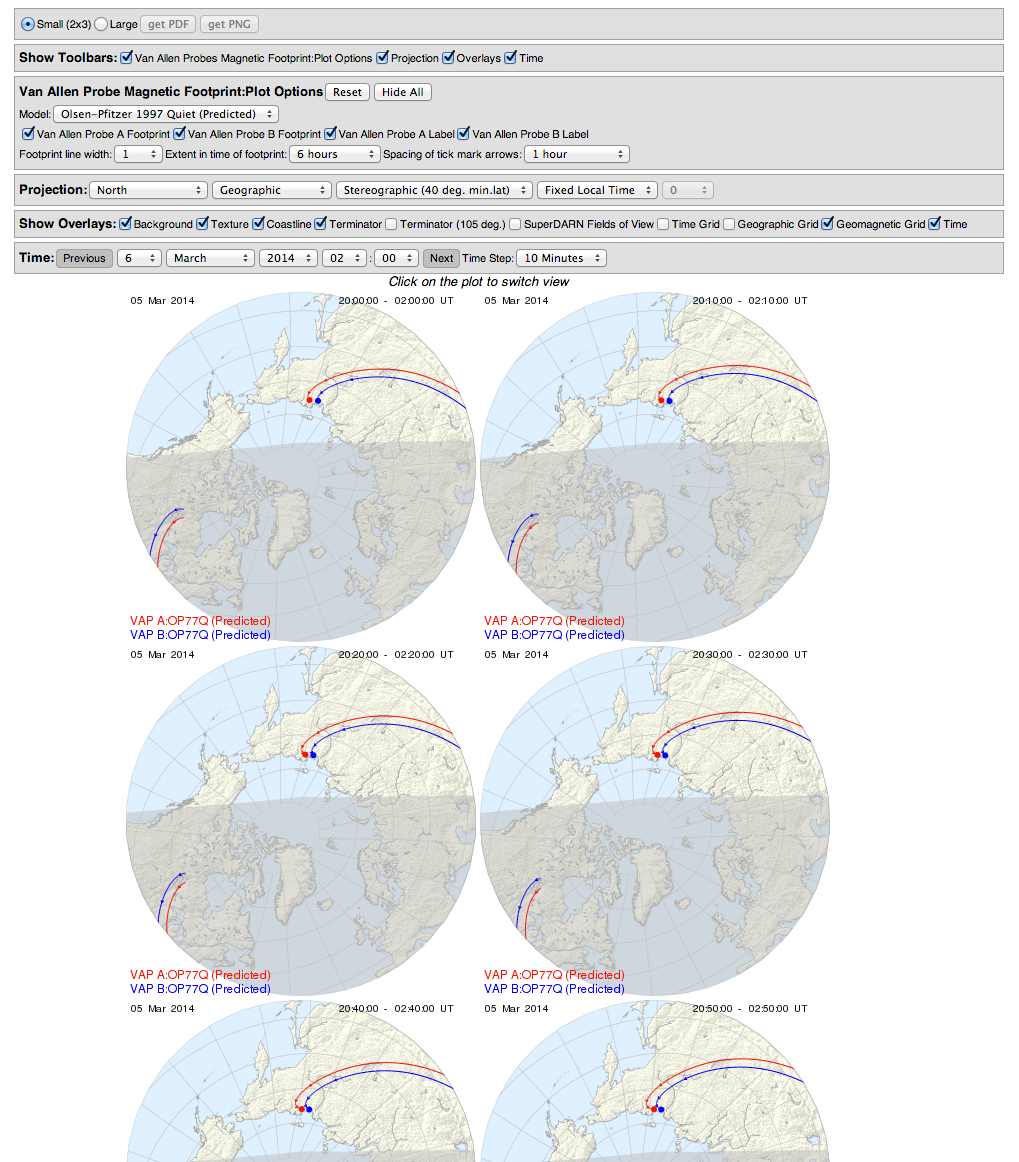 Small (2x3) Large get PDF get PNG
Show Toolbars: Van Allen Probes Magnetic Footprint:Plot Options Projection Overlays Time
Van Allen Probe Magnetic Footprint:Plot Options Reset Hide All
Model: Olsen-Pfitzer 1997 Quiet (Predicted)
Van Allen Probe A Footprint Van Allen Probe B Footprint Van Allen Probe A Label Van Allen Probe B Label
Footprint line width: 1 Extent in time of footprint: 6 hours Spacing of tick mark arrows: 1 hour
Projection: North Geographic Stereographic (40 deg. min.lat) Fixed Local Time 0
Show Overlays: Background Texture Coastline Terminator Terminator (105 deg.) SuperDARN Fields of View Time Grid Geographic Grid Geomagnetic Grid Time
Time: Previous 6 March 2014 02 : 00 Next Time Step: 10 Minutes
Click on the plot to switch view
05 Mar 2014 20:00:00 - 02:00:00 UT
05 Mar 2014 20:10:00 - 02:10:00 UT
VAP A:OP77Q (Predicted)
VAP B:OP77Q (Predicted)
VAP A:OP77Q (Predicted)
VAP B:OP77Q (Predicted)
05 Mar 2014 20:20:00 - 02:20:00 UT
05 Mar 2014 20:30:00 - 02:30:00 UT
VAP A:OP77Q (Predicted)
VAP B:OP77Q (Predicted)
VAP A:OP77Q (Predicted)
VAP B:OP77Q (Predicted)
05 Mar 2014 20:40:00 - 02:40:00 UT
05 Mar 2014 20:50:00 - 02:50:00 UT